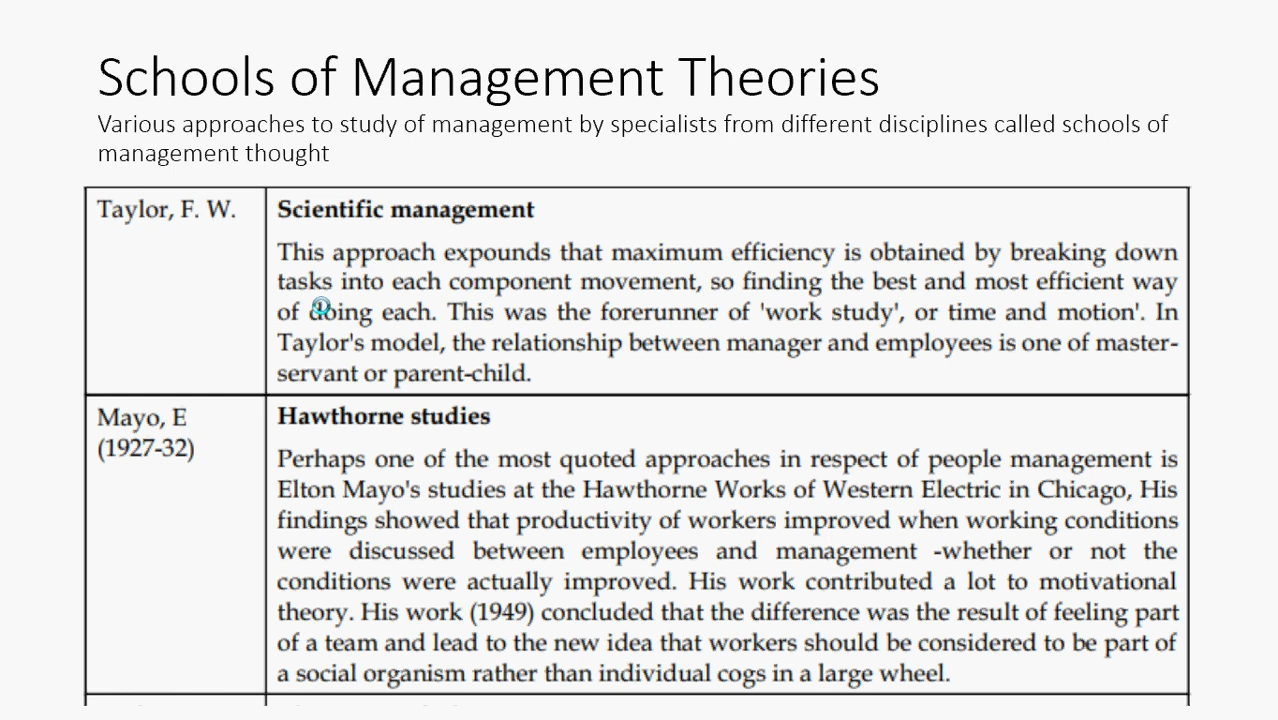 Schools of Management Theories
Various approaches to study of management by specialists from different disciplines called schools of
management thought
Taylor, F. W.
Scientific management
This approach expounds that maximum efficiency is obtained by breaking down
tasks into each component movement, so finding the best and most efficient way
of doing each. This was the forerunner of 'work study', or time and motion'. In
Taylor's model, the relationship between manager and employees is one of master-
servant or parent-child.
Mayo, E
(1927-32)
Hawthorne studies
Perhaps one of the most quoted approaches in respect of people management is
Elton Mayo's studies at the Hawthorne Works of Western Electric in Chicago, His
findings showed that productivity of workers improved when working conditions
were discussed between employees and management -whether or not the
conditions were actually improved. His work contributed a lot to motivational
theory. His work (1949) concluded that the difference was the result of feeling part
of a team and lead to the new idea that workers should be considered to be part of
a social organism rather than individual cogs in a large wheel.